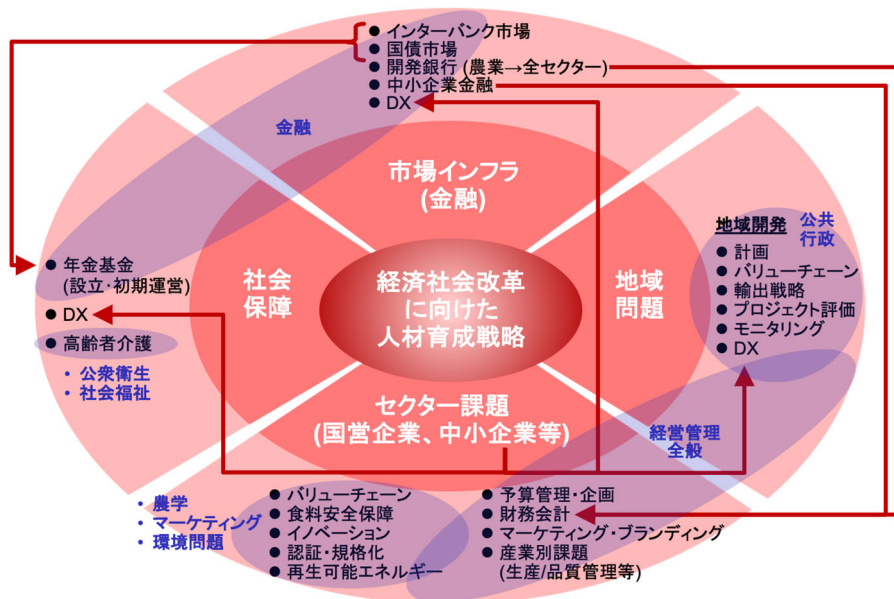 ● インターバンク市場
● 国債市場
● 開発銀行 (農業→全セクター)
● 中小企業金融
● DX
金融
市場インフラ
(金融)
● 年金基金
(設立･初期運営)
● DX
● 高齢者介護
・ 公衆衛生
・ 社会福祉
社会
保障
経済社会改革
に向けた
人材育成戦略
地域
問題
地域開発
公共
行政
● 計画
● バリューチェーン
● 輸出戦略
● プロジェクト評価
● モニタリング
● DX
セクター課題
(国営企業、中小企業等)
経営管理
全般
・ 農学
・ マーケティング
・ 環境問題
● バリューチェーン
● 食料安全保障
● イノベーション
● 認証・規格化
● 再生可能エネルギー
● 予算管理・企画
● 財務会計
● マーケティング・ブランディング
● 産業別課題
(生産/品質管理等)